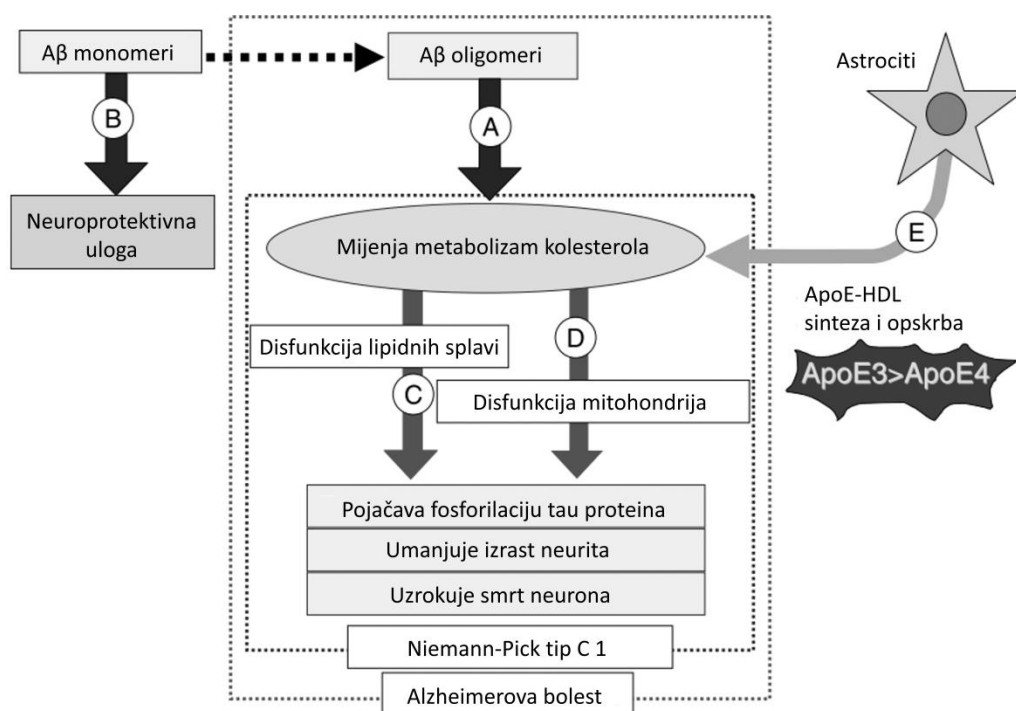 Aβ monomeri
Aβ oligomeri
Astrociti
B
A
Neuroprotektivna
uloga
Mijenja metabolizam kolesterola
E
ApoE-HDL
sinteza i opskrba
ApoE3>ApoE4
Disfunkcija lipidnih splavi
D
C
Disfunkcija mitohondrija
Pojačava fosforilaciju tau proteina
Umanjuje izrast neurita
Uzrokuje smrt neurona
Niemann-Pick tip C 1
Alzheimerova bolest